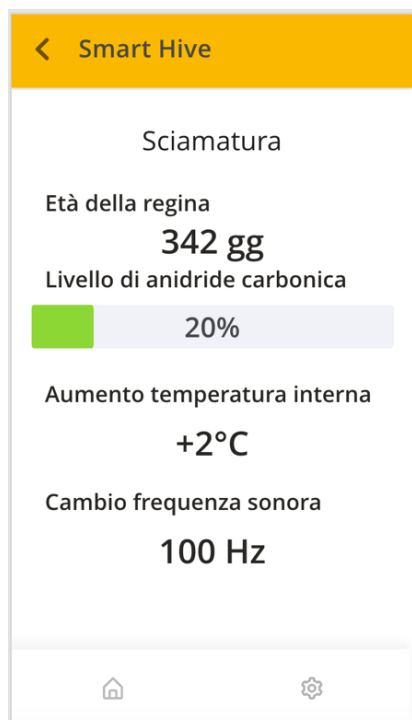 Smart Hive
Sciamatura
Età della regina
342 gg
Livello di anidride carbonica
20%
Aumento temperatura interna
+2°C
Cambio frequenza sonora
100 Hz